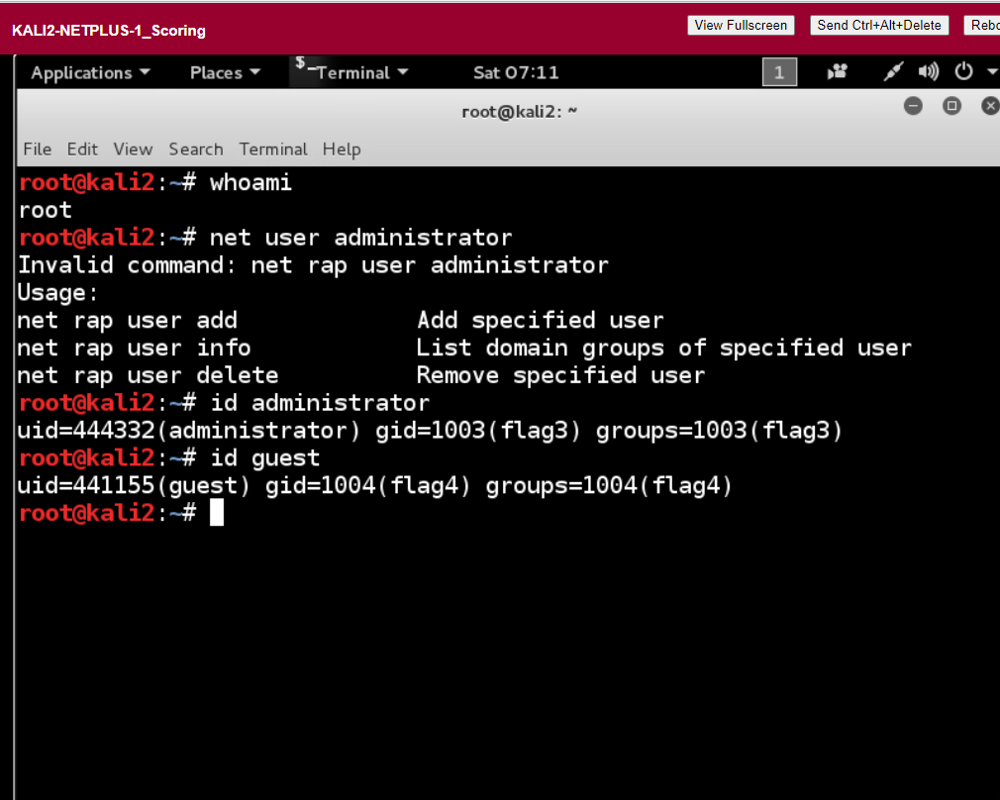 KALI2-NETPLUS-1_Scoring
View Fullscreen Send Ctrl+Alt+Delete Rebo
Applications Places Terminal Sat 07:11 1
root@kali2: ~
File Edit View Search Terminal Help
root@kali2:~# whoami
root
root@kali2:~# net user administrator
Invalid command: net rap user administrator
Usage:
net rap user add Add specified user
net rap user info List domain groups of specified user
net rap user delete Remove specified user
root@kali2:~# id administrator
uid=444332(administrator) gid=1003(flag3) groups=1003(flag3)
root@kali2:~# id guest
uid=441155(guest) gid=1004(flag4) groups=1004(flag4)
root@kali2:~#